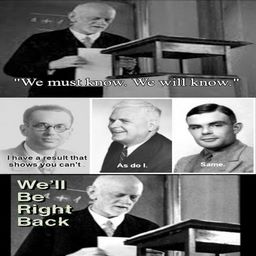 "We must know. We will know."
I have a result that
shows you can't.
As do I.
Same.
We'll
Be
Right
Back